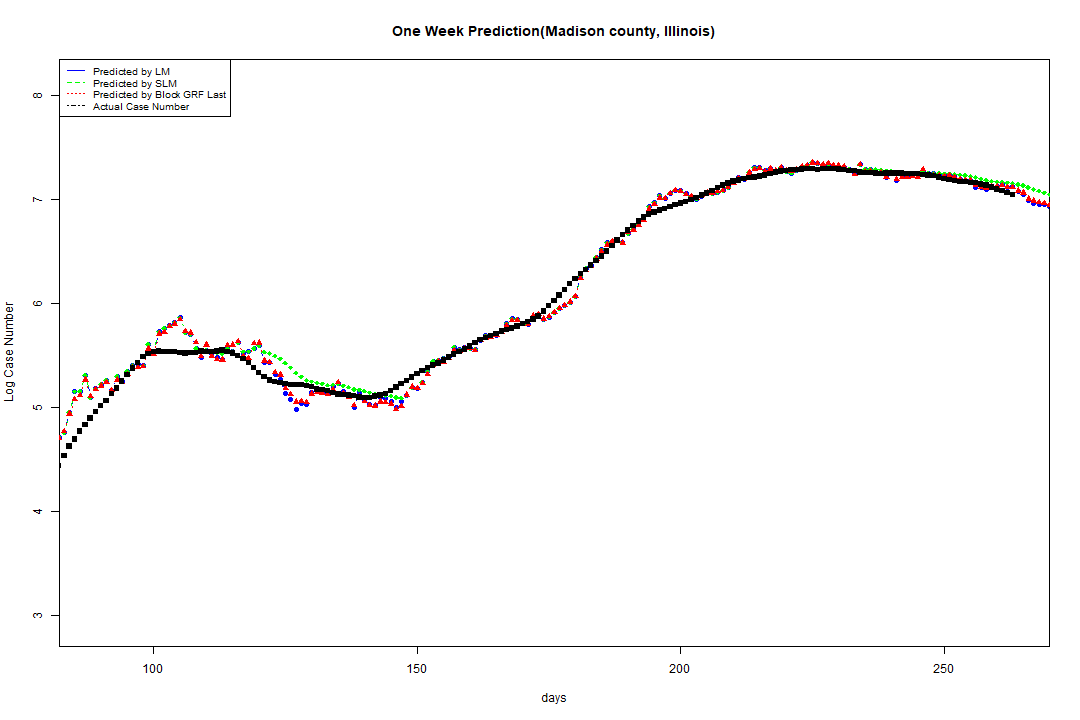 One Week Prediction(Madison county, Illinois)
Predicted by LM
Predicted by SLM
Predicted by Block GRF Last
Actual Case Number
8
7
6
5
4
3
Log Case Number
100
150
200
250
days